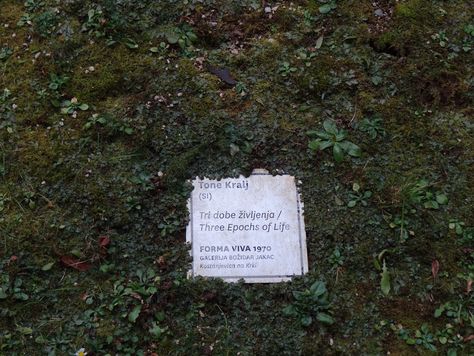 Tone Kralj
(SI)
Tri dobe življenja /
Three Epochs of Life
FORMA VIVA 1970
GALERIJA BOŽIDAR JAKAC
Kostanjevica na Krki